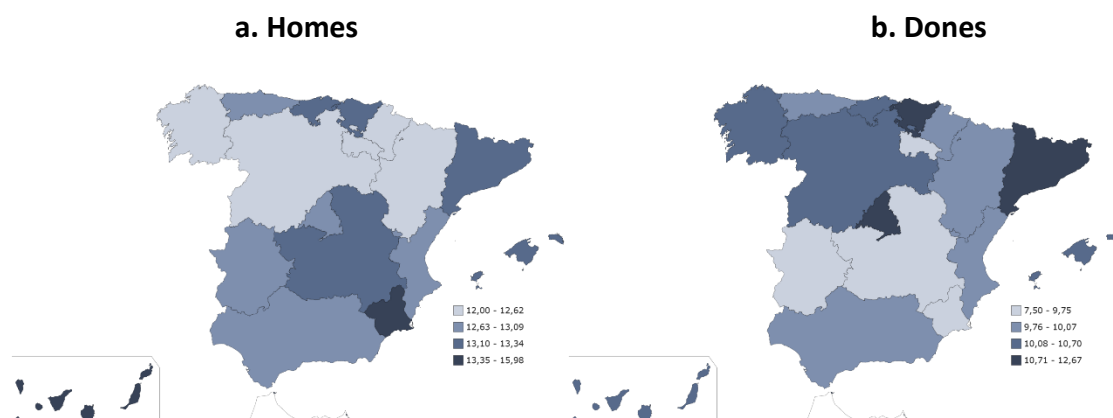 a. Homes
b. Dones
12,00 - 12,62
12,63 - 13,09
13,10 - 13,34
13,35 - 15,98
7,50 - 9,75
9,76 - 10,07
10,08 - 10,70
10,71 - 12,67